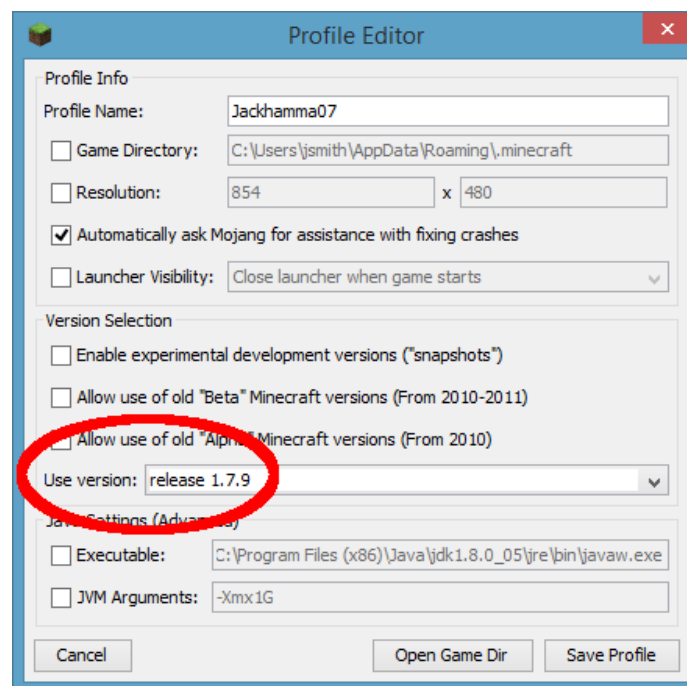 Profile Editor
Profile Info
Profile Name: Jackhamma07
Game Directory: C:\Users\jsmith\AppData\Roaming\.minecraft
Resolution: 854 x 480
Automatically ask Mojang for assistance with fixing crashes
Launcher Visibility: Close launcher when game starts
Version Selection
Enable experimental development versions ("snapshots")
Allow use of old "Beta" Minecraft versions (From 2010-2011)
Allow use of old "Alpha" Minecraft versions (From 2010)
Use version: release 1.7.9
Java Settings (Advanced)
Executable: C:\Program Files (x86)\Java\jdk1.8.0_05\jre\bin\javaw.exe
JVM Arguments: -Xmx1G
Cancel Open Game Dir Save Profile